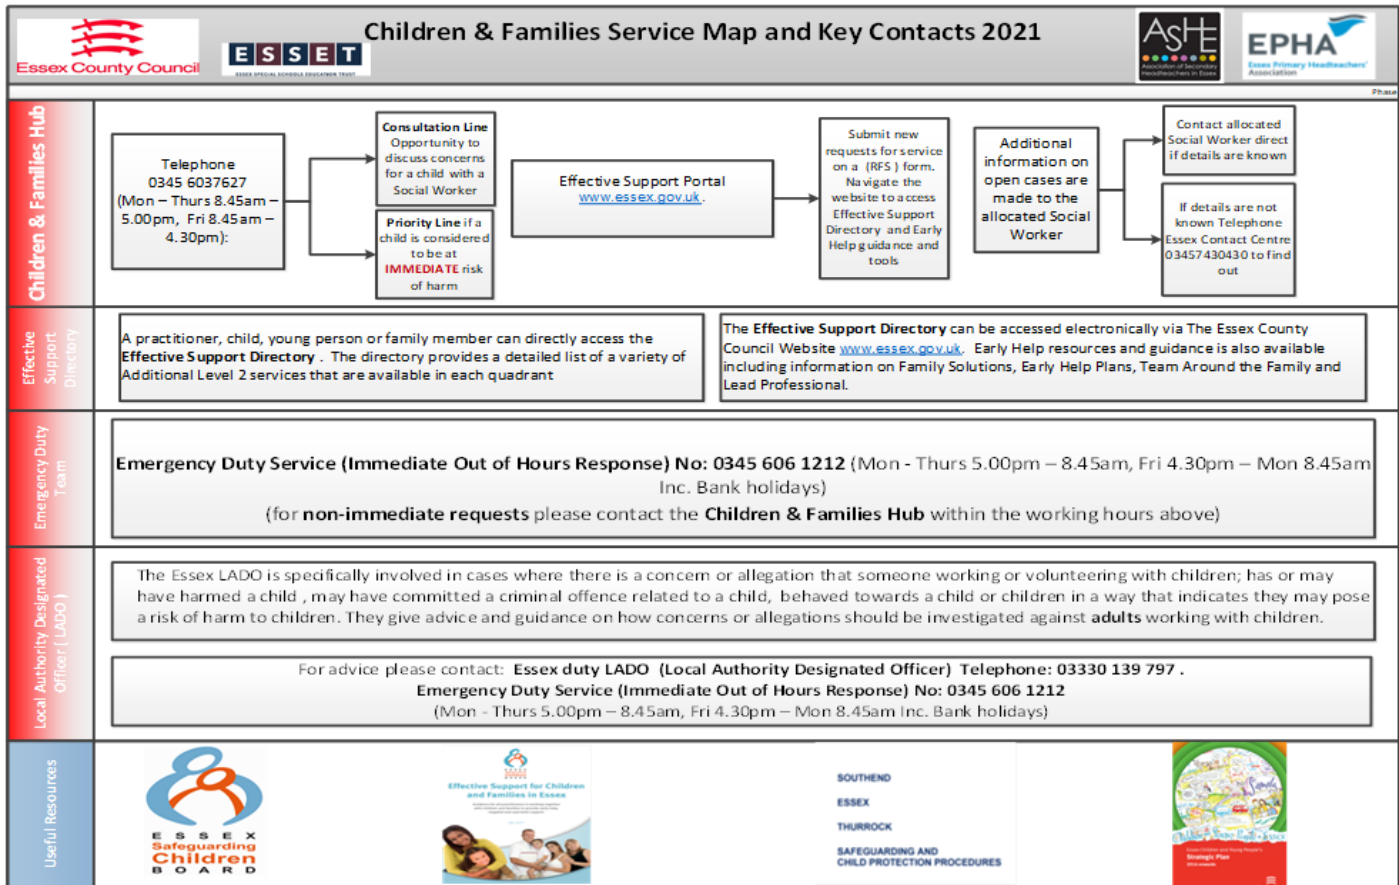 Children & Families Service Map and Key Contacts 2021
Essex County Council
ESSET
ESSEX SPECIAL SCHOOLS EDUCATION TRUST
ASHE
Association of Secondary
Headteachers in Essex
EPHA
Essex Primary Headteachers'
Association
Phase
Children & Families Hub
Telephone
0345 6037627
(Mon – Thurs 8.45am –
5.00pm, Fri 8.45am –
4.30pm):
Consultation Line
Opportunity to
discuss concerns
for a child with a
Social Worker
Priority Line if a
child is considered
to be at
IMMEDIATE risk
of harm
Effective Support Portal
www.essex.gov.uk .
Submit new
requests for service
on a (RFS ) form.
Navigate the
website to access
Effective Support
Directory and Early
Help guidance and
tools
Additional
information on
open cases are
made to the
allocated Social
Worker
Contact allocated
Social Worker direct
if details are known
If details are not
known Telephone
Essex Contact Centre
03457430430 to find
out
Effective
Support
Directory
A practitioner, child, young person or family member can directly access the
Effective Support Directory . The directory provides a detailed list of a variety of
Additional Level 2 services that are available in each quadrant
The Effective Support Directory can be accessed electronically via The Essex County
Council Website www.essex.gov.uk. Early Help resources and guidance is also available
including information on Family Solutions, Early Help Plans, Team Around the Family and
Lead Professional.
Emergency Duty
Team
Emergency Duty Service (Immediate Out of Hours Response) No: 0345 606 1212 (Mon - Thurs 5.00pm – 8.45am, Fri 4.30pm – Mon 8.45am
Inc. Bank holidays)
(for non-immediate requests please contact the Children & Families Hub within the working hours above)
Local Authority Designated
Officer ( LADO )
The Essex LADO is specifically involved in cases where there is a concern or allegation that someone working or volunteering with children; has or may
have harmed a child , may have committed a criminal offence related to a child, behaved towards a child or children in a way that indicates they may pose
a risk of harm to children. They give advice and guidance on how concerns or allegations should be investigated against adults working with children.
For advice please contact: Essex duty LADO (Local Authority Designated Officer) Telephone: 03330 139 797 .
Emergency Duty Service (Immediate Out of Hours Response) No: 0345 606 1212
(Mon - Thurs 5.00pm – 8.45am, Fri 4.30pm – Mon 8.45am Inc. Bank holidays)
Useful Resources
ESSEX
Safeguarding
Children
BOARD
Effective Support for Children
and Families in Essex
SOUTHEND
ESSEX
THURROCK
SAFEGUARDING AND
CHILD PROTECTION PROCEDURES
Essex Children and Young People's
Strategic Plan